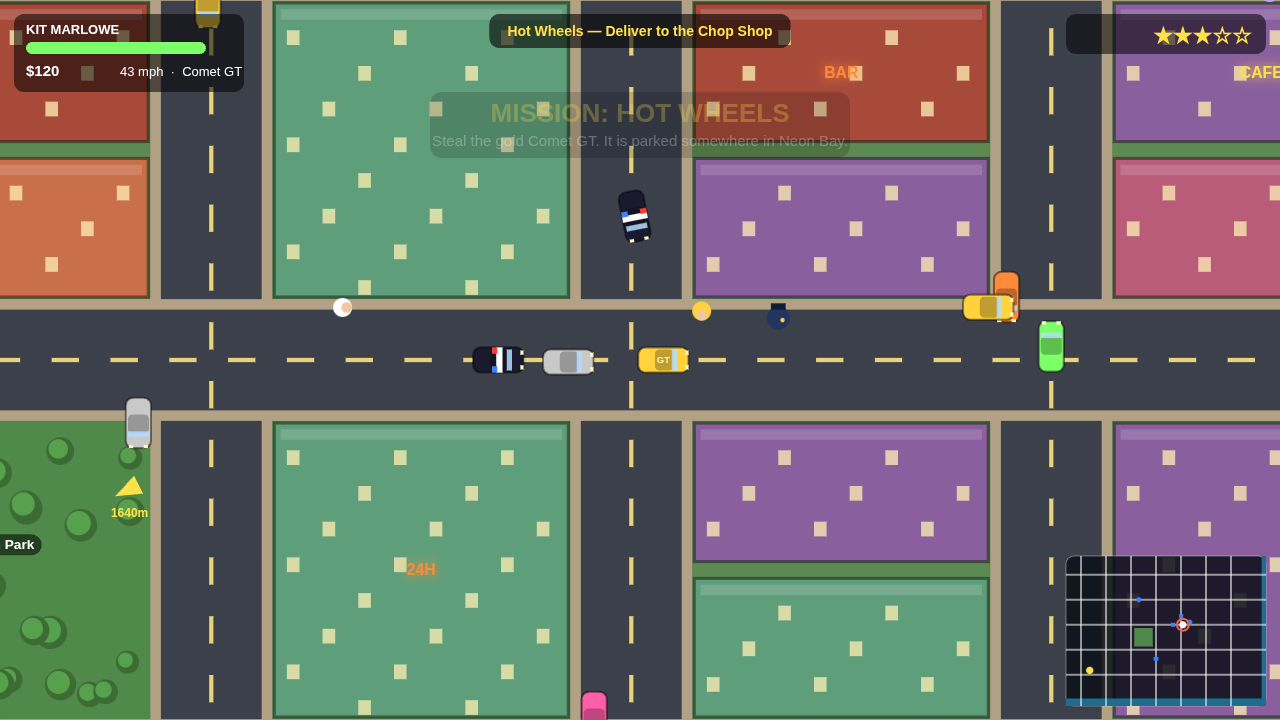 KIT MARLOWE
$120 43 mph · Comet GT
Hot Wheels — Deliver to the Chop Shop
★★★☆☆
BAR
CAFE
MISSION: HOT WHEELS
Steal the gold Comet GT. It is parked somewhere in Neon Bay.
GT
1640m
Park
24H